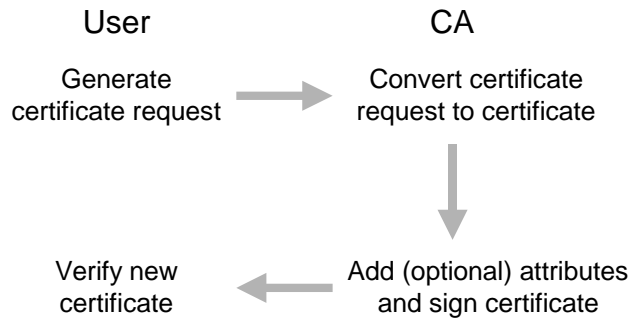 User
CA
Generate
certificate request
Convert certificate
request to certificate
Verify new
certificate
Add (optional) attributes
and sign certificate